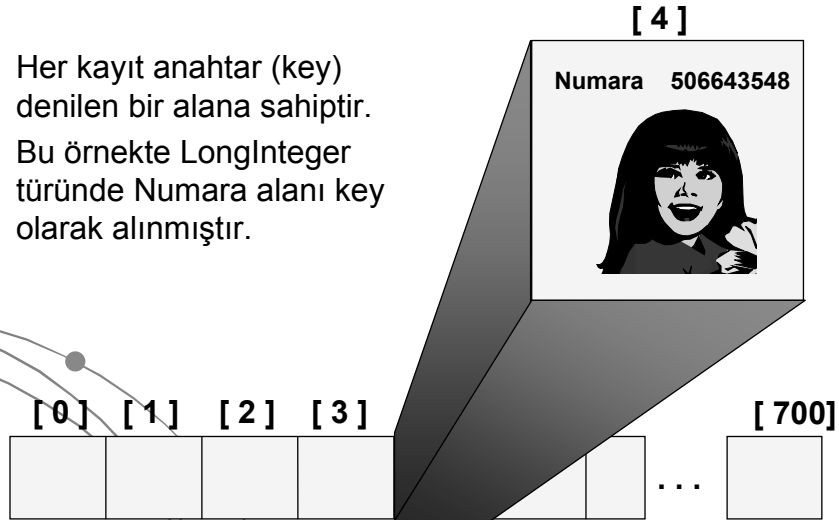 [ 4 ]
Her kayıt anahtar (key)
denilen bir alana sahiptir.
Bu örnekte LongInteger
türünde Numara alanı key
olarak alınmıştır.
Numara 506643548
[ 0 ] [ 1 ] [ 2 ] [ 3 ] [ 700]
. . .